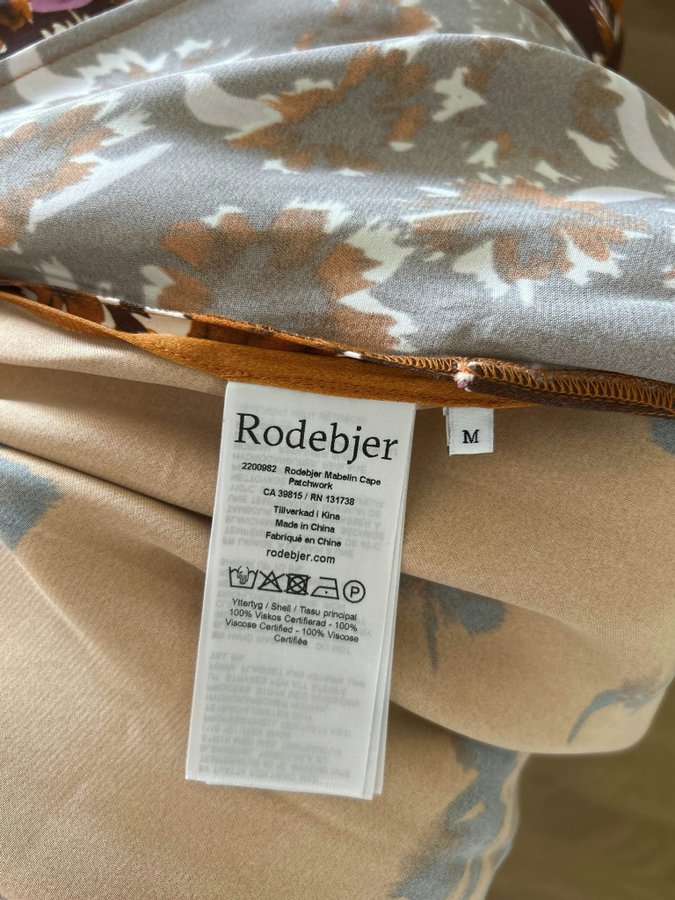 Rodebjer
2200982 Rodebjer Mabelin Cape
Patchwork
CA 39815 / RN 131738
Tillverkad i Kina
Made in China
Fabriqué en Chine
rodebjer.com
P
Yttertyg / Shell / Tissu principal
100% Viskos Certifierad - 100%
Viscose Certified - 100% Viscose
Certifiée
M